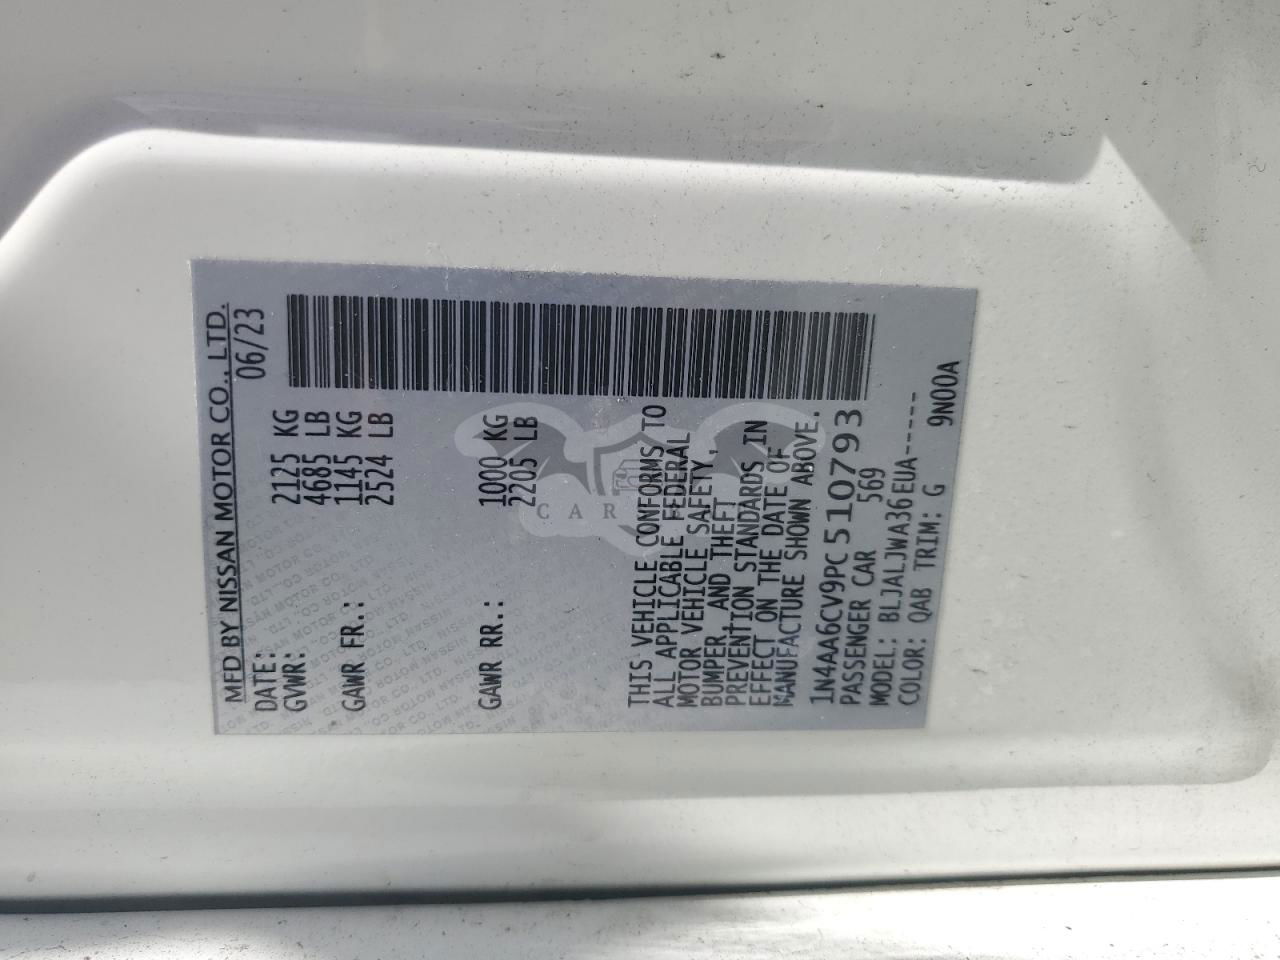 MFD BY NISSAN MOTOR CO., LTD.
DATE: 06/23
GVWR: 2125 KG
4685 LB
GAWR FR.: 1145 KG
2524 LB
GAWR RR.: 1000 KG
2205 LB
THIS VEHICLE CONFORMS TO
ALL APPLICABLE FEDERAL
MOTOR VEHICLE SAFETY,
BUMPER, AND THEFT
PREVENTION STANDARDS IN
EFFECT ON THE DATE OF
MANUFACTURE SHOWN ABOVE.
1N4AA6CV9PC510793
PASSENGER CAR 569
MODEL: BLJALJWA36EUA-----
COLOR: QAB TRIM: G 9N00A